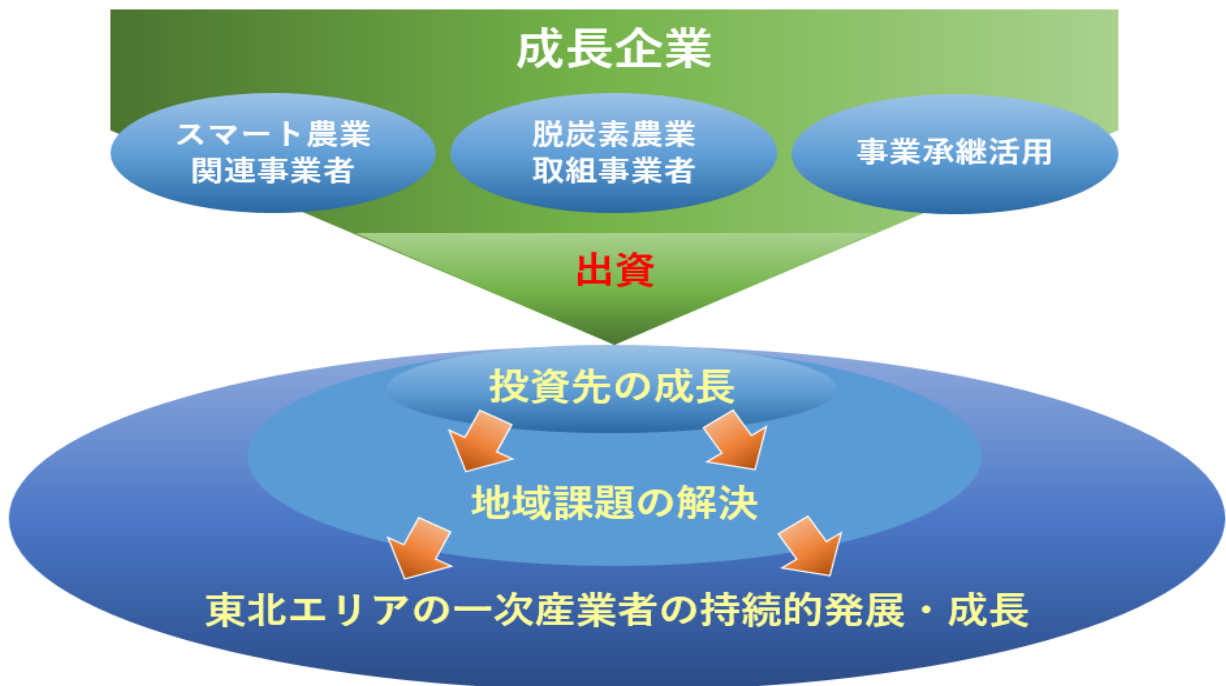 成長企業
スマート農業
関連事業者
脱炭素農業
取組事業者
事業承継活用
出資
投資先の成長
地域課題の解決
東北エリアの一次産業者の持続的発展・成長